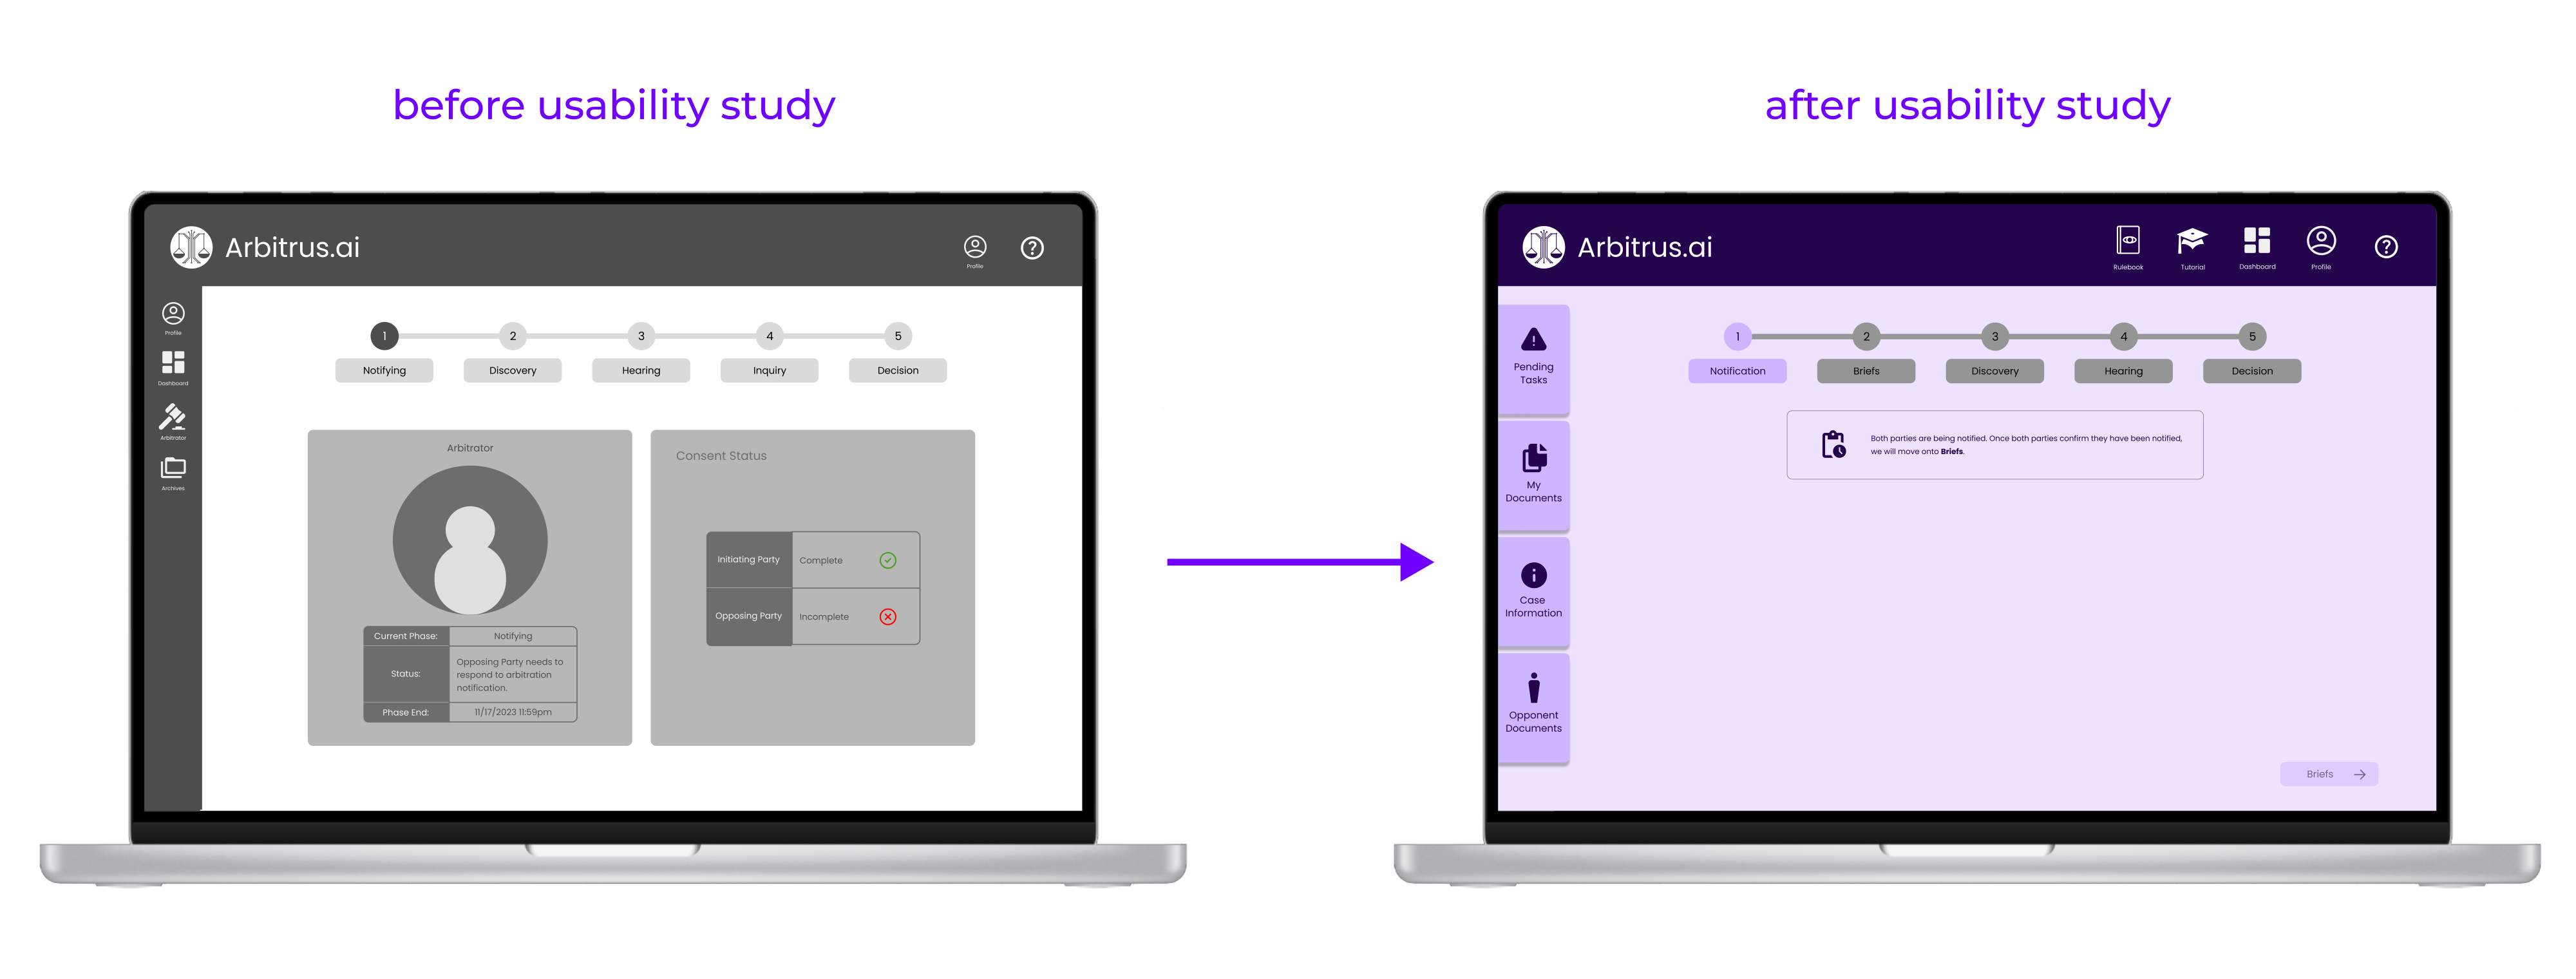 before usability study
after usability study
Arbitrus.ai
Profile
?
Profile
Dashboard
Arbitrator
Archives
1
2
3
4
5
Notifying
Discovery
Hearing
Inquiry
Decision
Arbitrator
Current Phase:
Notifying
Status:
Opposing Party needs to
respond to arbitration
notification.
Phase End:
11/17/2023 11:59pm
Consent Status
Initiating Party
Complete
Opposing Party
Incomplete
Arbitrus.ai
Rulebook
Tutorial
Dashboard
Profile
?
Pending
Tasks
My
Documents
Case
Information
Opponent
Documents
1
2
3
4
5
Notification
Briefs
Discovery
Hearing
Decision
Both parties are being notified. Once both parties confirm they have been notified,
we will move onto Briefs.
Briefs